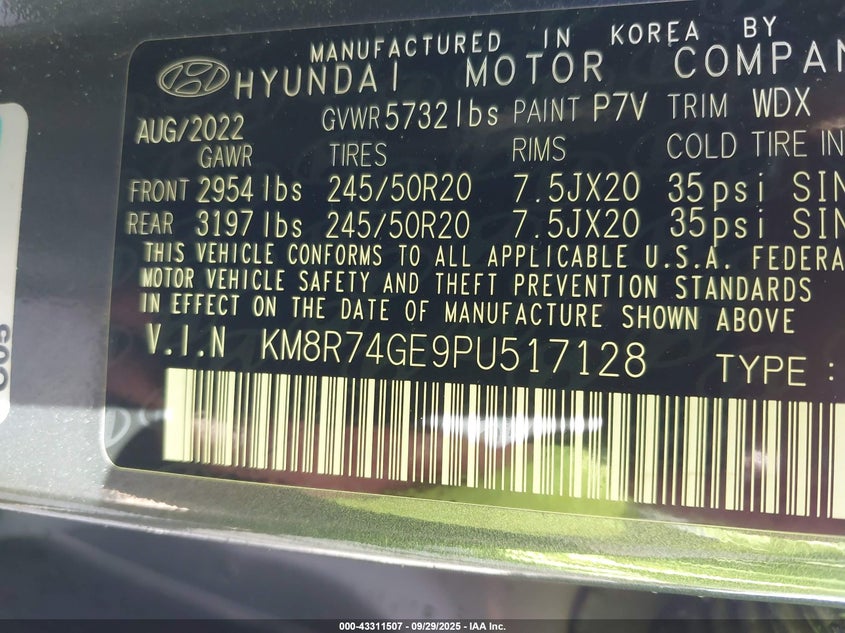 MANUFACTURED IN KOREA BY
HYUNDAI MOTOR COMPAN
AUG/2022 GVWR 5732 lbs PAINT P7V TRIM WDX
GAWR TIRES RIMS COLD TIRE IN
FRONT 2954 lbs 245/50R20 7.5JX20 35psi SIN
REAR 3197 lbs 245/50R20 7.5JX20 35psi SIN
THIS VEHICLE CONFORMS TO ALL APPLICABLE U.S.A. FEDERA
MOTOR VEHICLE SAFETY AND THEFT PREVENTION STANDARDS
IN EFFECT ON THE DATE OF MANUFACTURE SHOWN ABOVE
V.I.N KM8R74GE9PU517128 TYPE :
000-43311507 - 09/29/2025 - IAA Inc.